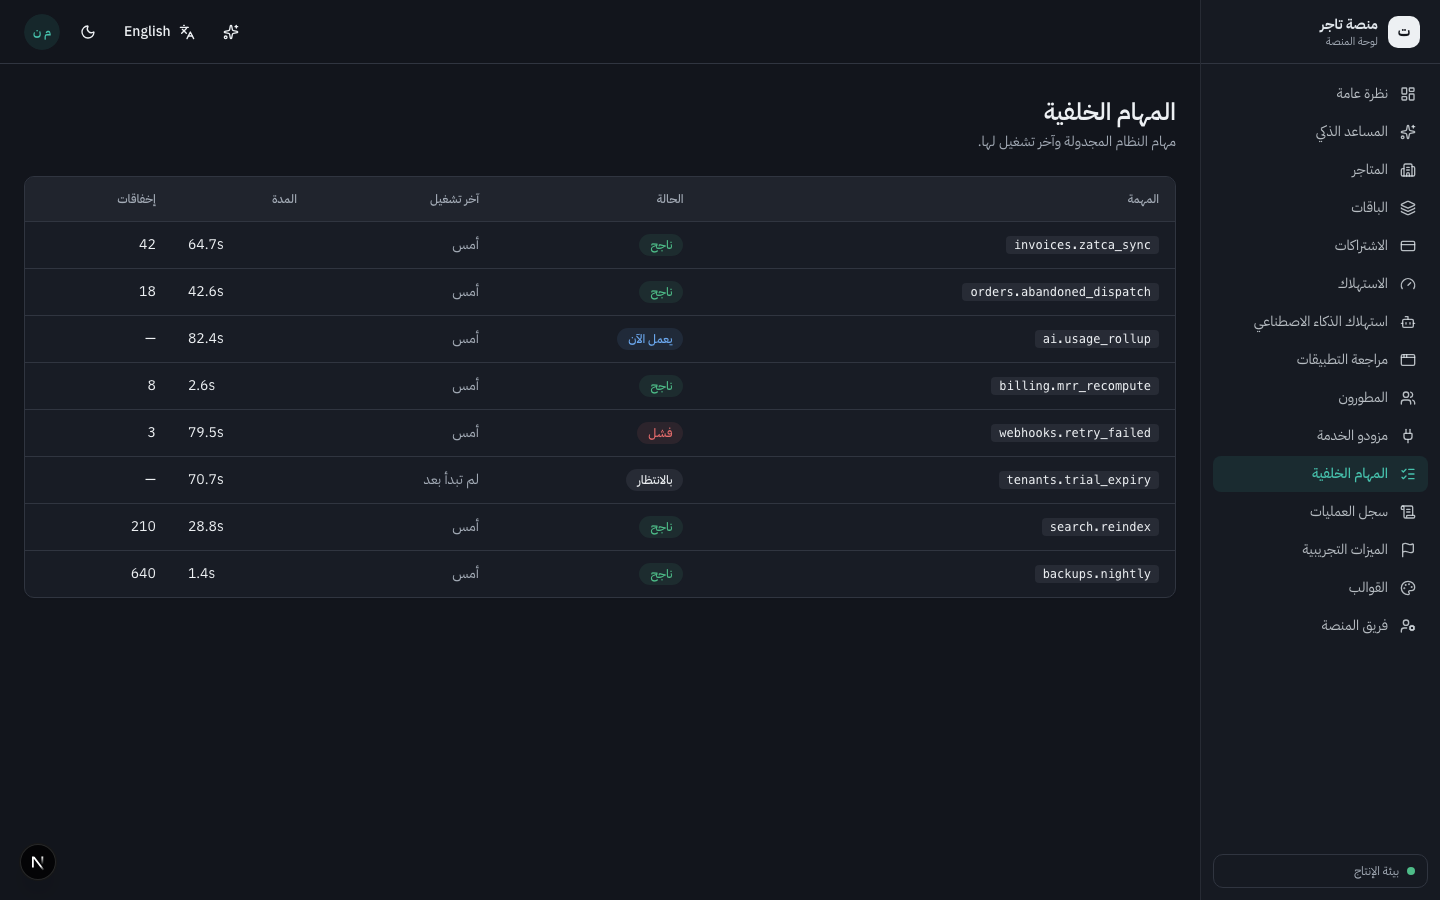 ت
منصة تاجر
لوحة المنصة
English
م ن
نظرة عامة
المساعد الذكي
المتاجر
الباقات
الاشتراكات
الاستهلاك
استهلاك الذكاء الاصطناعي
مراجعة التطبيقات
المطورون
مزودو الخدمة
المهام الخلفية
سجل العمليات
الميزات التجريبية
القوالب
فريق المنصة
بيئة الإنتاج
المهام الخلفية
مهام النظام المجدولة وآخر تشغيل لها.
المهمة الحالة آخر تشغيل المدة إخفاقات
invoices.zatca_sync ناجح أمس 64.7s 42
orders.abandoned_dispatch ناجح أمس 42.6s 18
ai.usage_rollup يعمل الآن أمس 82.4s —
billing.mrr_recompute ناجح أمس 2.6s 8
webhooks.retry_failed فشل أمس 79.5s 3
tenants.trial_expiry بالانتظار لم تبدأ بعد 70.7s —
search.reindex ناجح أمس 28.8s 210
backups.nightly ناجح أمس 1.4s 640
N